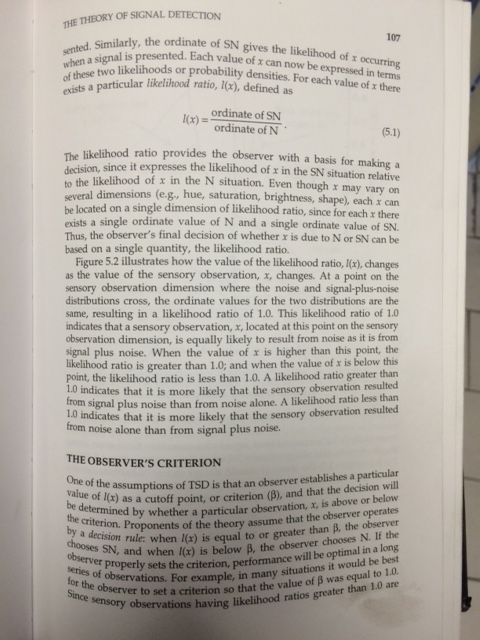 THE THEORY OF SIGNAL DETECTION
107
sented. Similarly, the ordinate of SN gives the likelihood of x occurring
when a signal is presented. Each value of x can now be expressed in terms
of these two likelihoods or probability densities. For each value of x there
exists a particular likelihood ratio, l(x), defined as
l(x) = ordinate of SN / ordinate of N . (5.1)
The likelihood ratio provides the observer with a basis for making a
decision, since it expresses the likelihood of x in the SN situation relative
to the likelihood of x in the N situation. Even though x may vary on
several dimensions (e.g., hue, saturation, brightness, shape), each x can
be located on a single dimension of likelihood ratio, since for each x there
exists a single ordinate value of N and a single ordinate value of SN.
Thus, the observer's final decision of whether x is due to N or SN can be
based on a single quantity, the likelihood ratio.
Figure 5.2 illustrates how the value of the likelihood ratio, l(x), changes
as the value of the sensory observation, x, changes. At a point on the
sensory observation dimension where the noise and signal-plus-noise
distributions cross, the ordinate values for the two distributions are the
same, resulting in a likelihood ratio of 1.0. This likelihood ratio of 1.0
indicates that a sensory observation, x, located at this point on the sensory
observation dimension, is equally likely to result from noise as it is from
signal plus noise. When the value of x is higher than this point, the
likelihood ratio is greater than 1.0; and when the value of x is below this
point, the likelihood ratio is less than 1.0. A likelihood ratio greater than
1.0 indicates that it is more likely that the sensory observation resulted
from signal plus noise than from noise alone. A likelihood ratio less than
1.0 indicates that it is more likely that the sensory observation resulted
from noise alone than from signal plus noise.
THE OBSERVER'S CRITERION
One of the assumptions of TSD is that an observer establishes a particular
value of l(x) as a cutoff point, or criterion (β), and that the decision will
be determined by whether a particular observation, x, is above or below
the criterion. Proponents of the theory assume that the observer operates
by a decision rule: when l(x) is equal to or greater than β, the observer
chooses SN, and when l(x) is below β, the observer chooses N. If the
observer properly sets the criterion, performance will be optimal in a long
series of observations. For example, in many situations it would be best
for the observer to set a criterion so that the value of β was equal to 1.0.
Since sensory observations having likelihood ratios greater than 1.0 are